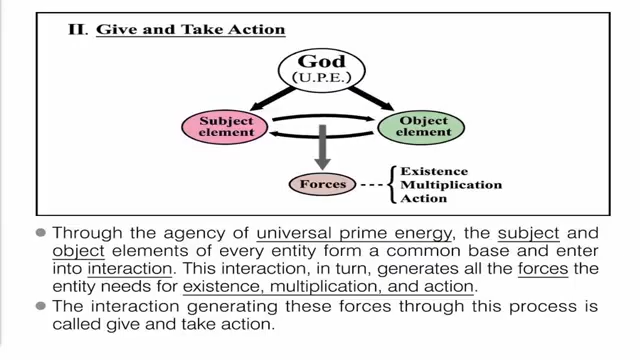 II. Give and Take Action
God
(U.P.E.)
Subject
element
Object
element
Forces
Existence
Multiplication
Action
Through the agency of universal prime energy, the subject and
object elements of every entity form a common base and enter
into interaction. This interaction, in turn, generates all the forces the
entity needs for existence, multiplication, and action.
The interaction generating these forces through this process is
called give and take action.